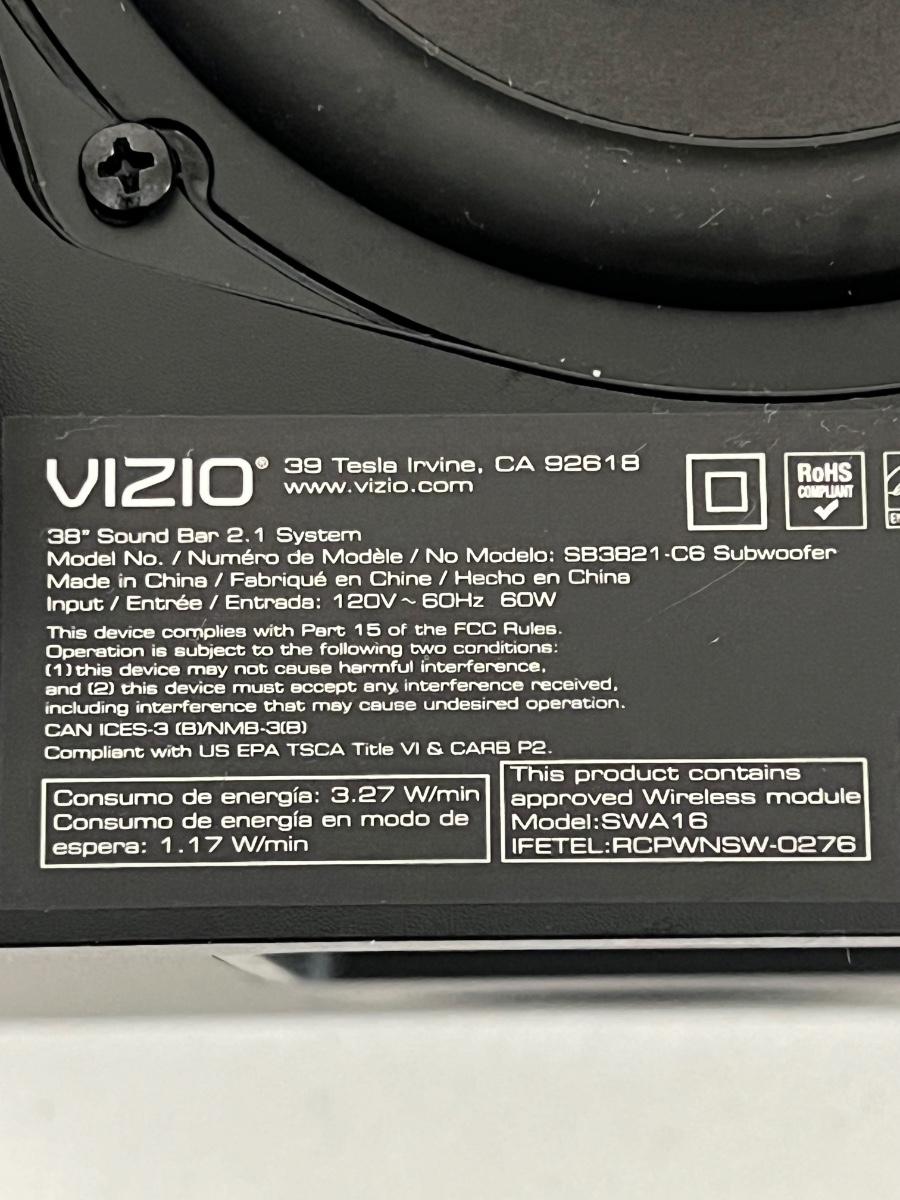 VIZIO® 39 Tesla Irvine, CA 92618
www.vizio.com
RoHS
COMPLIANT
38" Sound Bar 2.1 System
Model No. / Numéro de Modèle / No Modelo: SB3821-C6 Subwoofer
Made in China / Fabriqué en Chine / Hecho en China
Input / Entrée / Entrada: 120V ~ 60Hz 60W
This device complies with Part 15 of the FCC Rules.
Operation is subject to the following two conditions:
(1) this device may not cause harmful interference,
and (2) this device must accept any interference received,
including interference that may cause undesired operation.
CAN ICES-3 (B)/NMB-3(B)
Compliant with US EPA TSCA Title VI & CARB P2.
Consumo de energía: 3.27 W/min
Consumo de energía en modo de
espera: 1.17 W/min
This product contains
approved Wireless module
Model:SWA16
IFETEL:RCPWNSW-0276